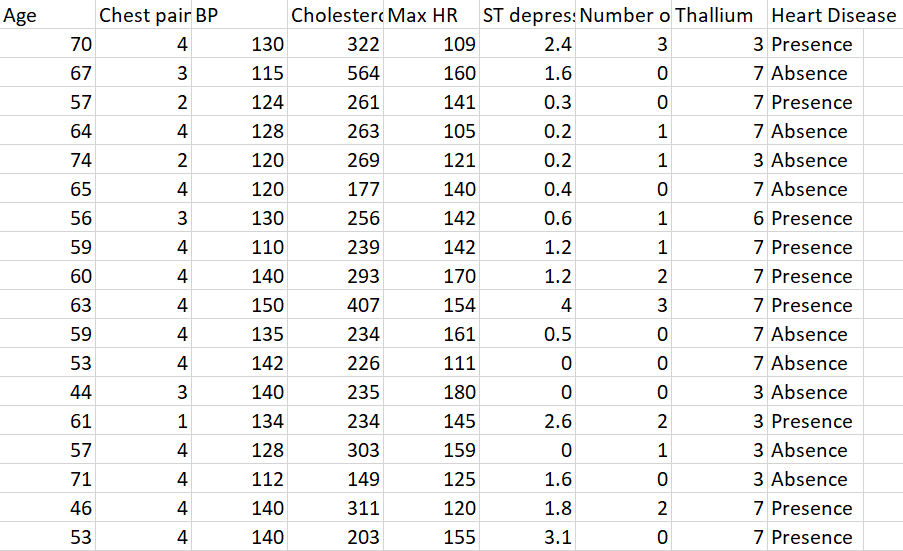 Age Chest pain BP Cholestero Max HR ST depress Number o Thallium Heart Disease
70 4 130 322 109 2.4 3 3 Presence
67 3 115 564 160 1.6 0 7 Absence
57 2 124 261 141 0.3 0 7 Presence
64 4 128 263 105 0.2 1 7 Absence
74 2 120 269 121 0.2 1 3 Absence
65 4 120 177 140 0.4 0 7 Absence
56 3 130 256 142 0.6 1 6 Presence
59 4 110 239 142 1.2 1 7 Presence
60 4 140 293 170 1.2 2 7 Presence
63 4 150 407 154 4 3 7 Presence
59 4 135 234 161 0.5 0 7 Absence
53 4 142 226 111 0 0 7 Absence
44 3 140 235 180 0 0 3 Absence
61 1 134 234 145 2.6 2 3 Presence
57 4 128 303 159 0 1 3 Absence
71 4 112 149 125 1.6 0 3 Absence
46 4 140 311 120 1.8 2 7 Presence
53 4 140 203 155 3.1 0 7 Presence